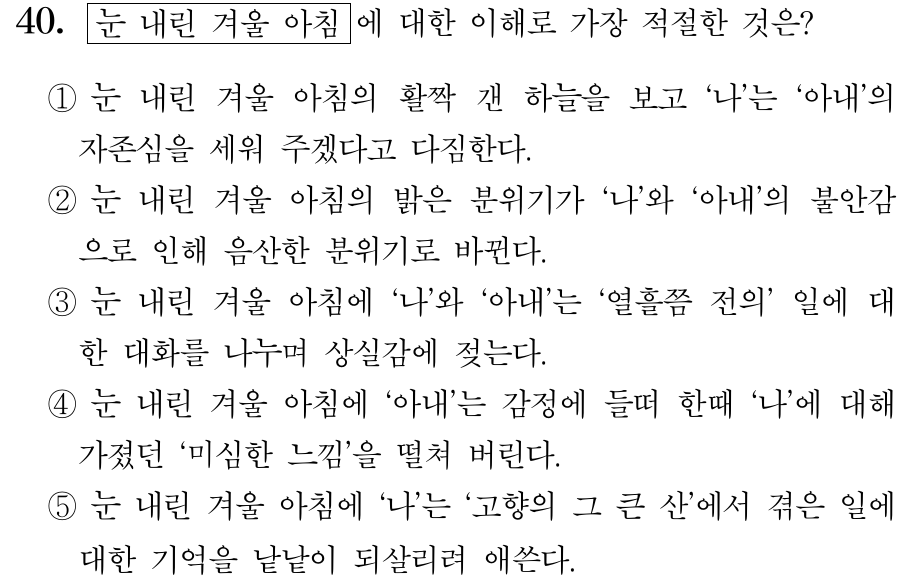 40. 눈 내린 겨울 아침에 대한 이해로 가장 적절한 것은?
① 눈 내린 겨울 아침의 활짝 갠 하늘을 보고 ‘나’는 ‘아내’의
자존심을 세워 주겠다고 다짐한다.
② 눈 내린 겨울 아침의 밝은 분위기가 ‘나’와 ‘아내’의 불안감
으로 인해 음산한 분위기로 바뀐다.
③ 눈 내린 겨울 아침에 ‘나’와 ‘아내’는 ‘열흘쯤 전의’ 일에 대
한 대화를 나누며 상실감에 젖는다.
④ 눈 내린 겨울 아침에 ‘아내’는 감정에 들떠 한때 ‘나’에 대해
가졌던 ‘미심한 느낌’을 떨쳐 버린다.
⑤ 눈 내린 겨울 아침에 ‘나’는 ‘고향의 그 큰 산’에서 겪은 일에
대한 기억을 낱낱이 되살리려 애쓴다.